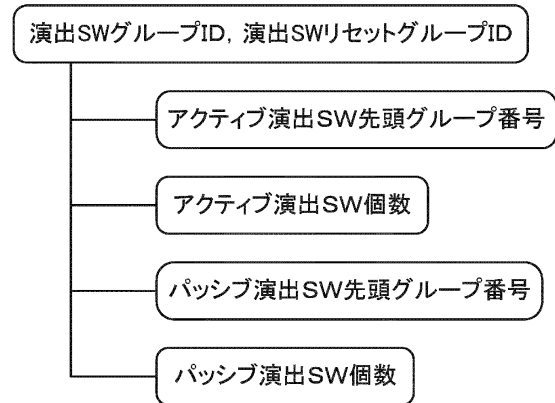 演出SWグループID, 演出SWリセットグループID
アクティブ演出SW先頭グループ番号
アクティブ演出SW個数
パッシブ演出SW先頭グループ番号
パッシブ演出SW個数